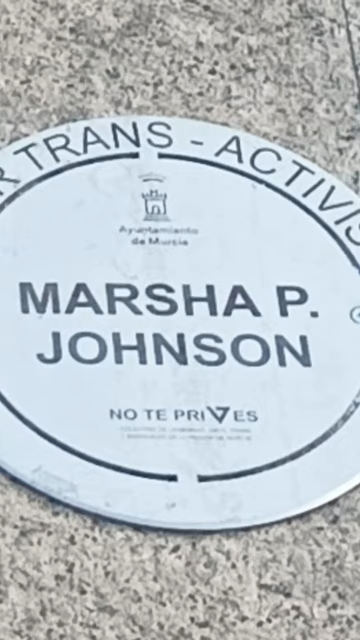 R TRANS - ACTIVIS
Ayuntamiento
de Murcia
MARSHA P.
JOHNSON
NO TE PRIVES